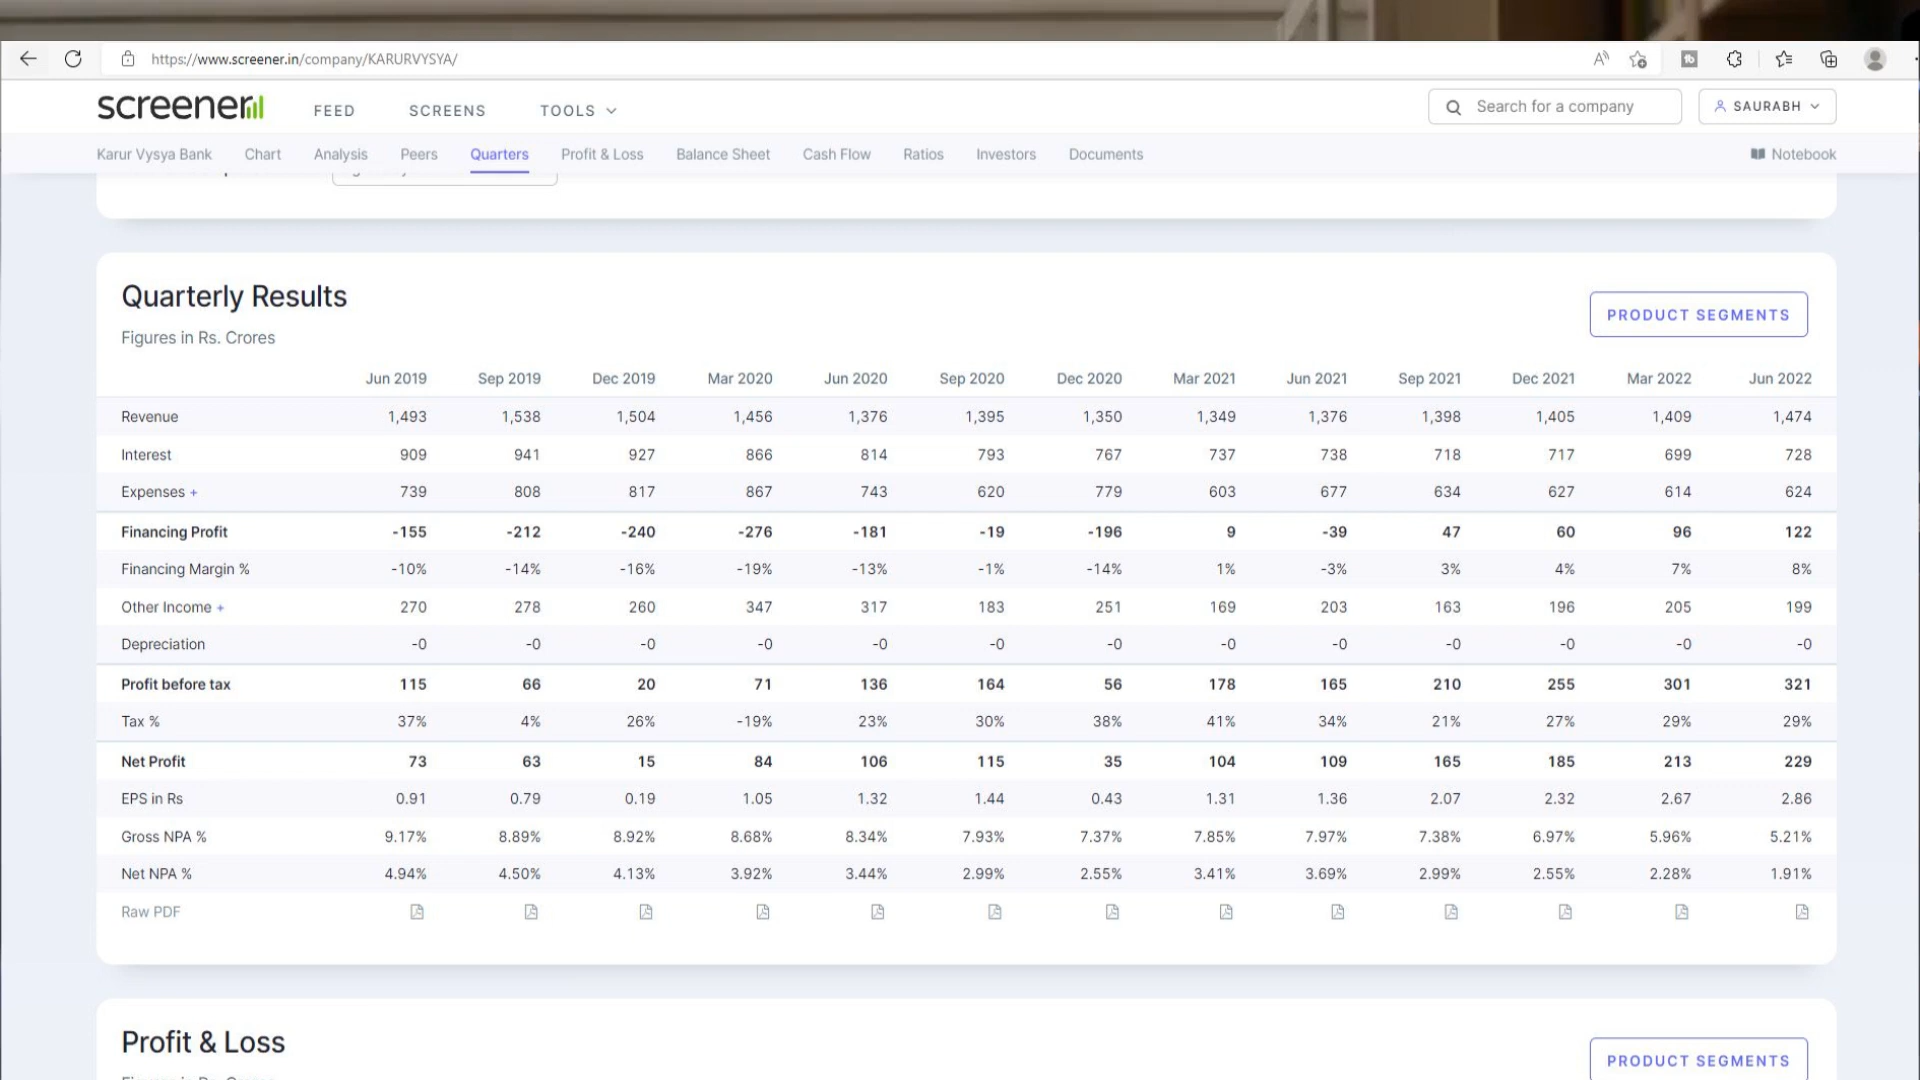 https://www.screener.in/company/KARURVYSYA/
screener FEED SCREENS TOOLS Search for a company SAURABH
Karur Vysya Bank Chart Analysis Peers Quarters Profit & Loss Balance Sheet Cash Flow Ratios Investors Documents Notebook
Quarterly Results
PRODUCT SEGMENTS
Figures in Rs. Crores
Jun 2019 Sep 2019 Dec 2019 Mar 2020 Jun 2020 Sep 2020 Dec 2020 Mar 2021 Jun 2021 Sep 2021 Dec 2021 Mar 2022 Jun 2022
Revenue 1,493 1,538 1,504 1,456 1,376 1,395 1,350 1,349 1,376 1,398 1,405 1,409 1,474
Interest 909 941 927 866 814 793 767 737 738 718 717 699 728
Expenses + 739 808 817 867 743 620 779 603 677 634 627 614 624
Financing Profit -155 -212 -240 -276 -181 -19 -196 9 -39 47 60 96 122
Financing Margin % -10% -14% -16% -19% -13% -1% -14% 1% -3% 3% 4% 7% 8%
Other Income + 270 278 260 347 317 183 251 169 203 163 196 205 199
Depreciation -0 -0 -0 -0 -0 -0 -0 -0 -0 -0 -0 -0 -0
Profit before tax 115 66 20 71 136 164 56 178 165 210 255 301 321
Tax % 37% 4% 26% -19% 23% 30% 38% 41% 34% 21% 27% 29% 29%
Net Profit 73 63 15 84 106 115 35 104 109 165 185 213 229
EPS in Rs 0.91 0.79 0.19 1.05 1.32 1.44 0.43 1.31 1.36 2.07 2.32 2.67 2.86
Gross NPA % 9.17% 8.89% 8.92% 8.68% 8.34% 7.93% 7.37% 7.85% 7.97% 7.38% 6.97% 5.96% 5.21%
Net NPA % 4.94% 4.50% 4.13% 3.92% 3.44% 2.99% 2.55% 3.41% 3.69% 2.99% 2.55% 2.28% 1.91%
Raw PDF
Profit & Loss
PRODUCT SEGMENTS